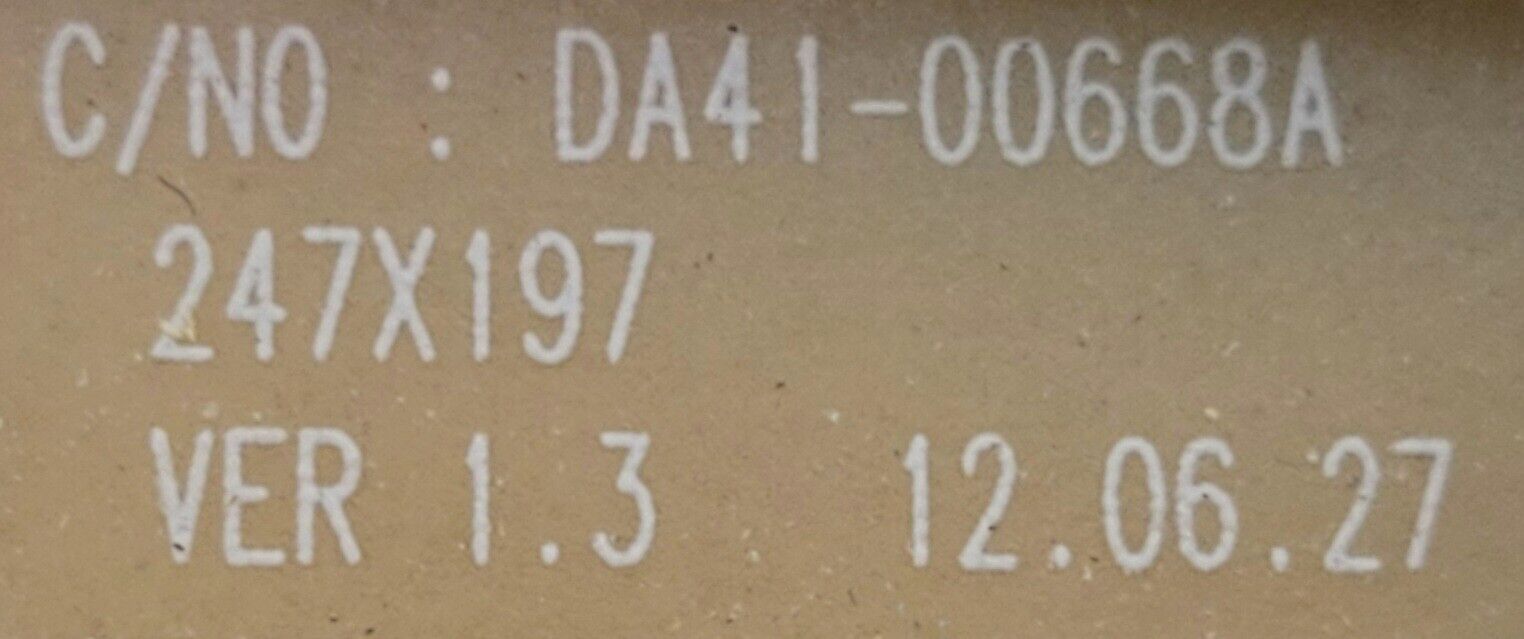 C/NO : DA41-00668A
247X197
VER 1.3 12.06.27